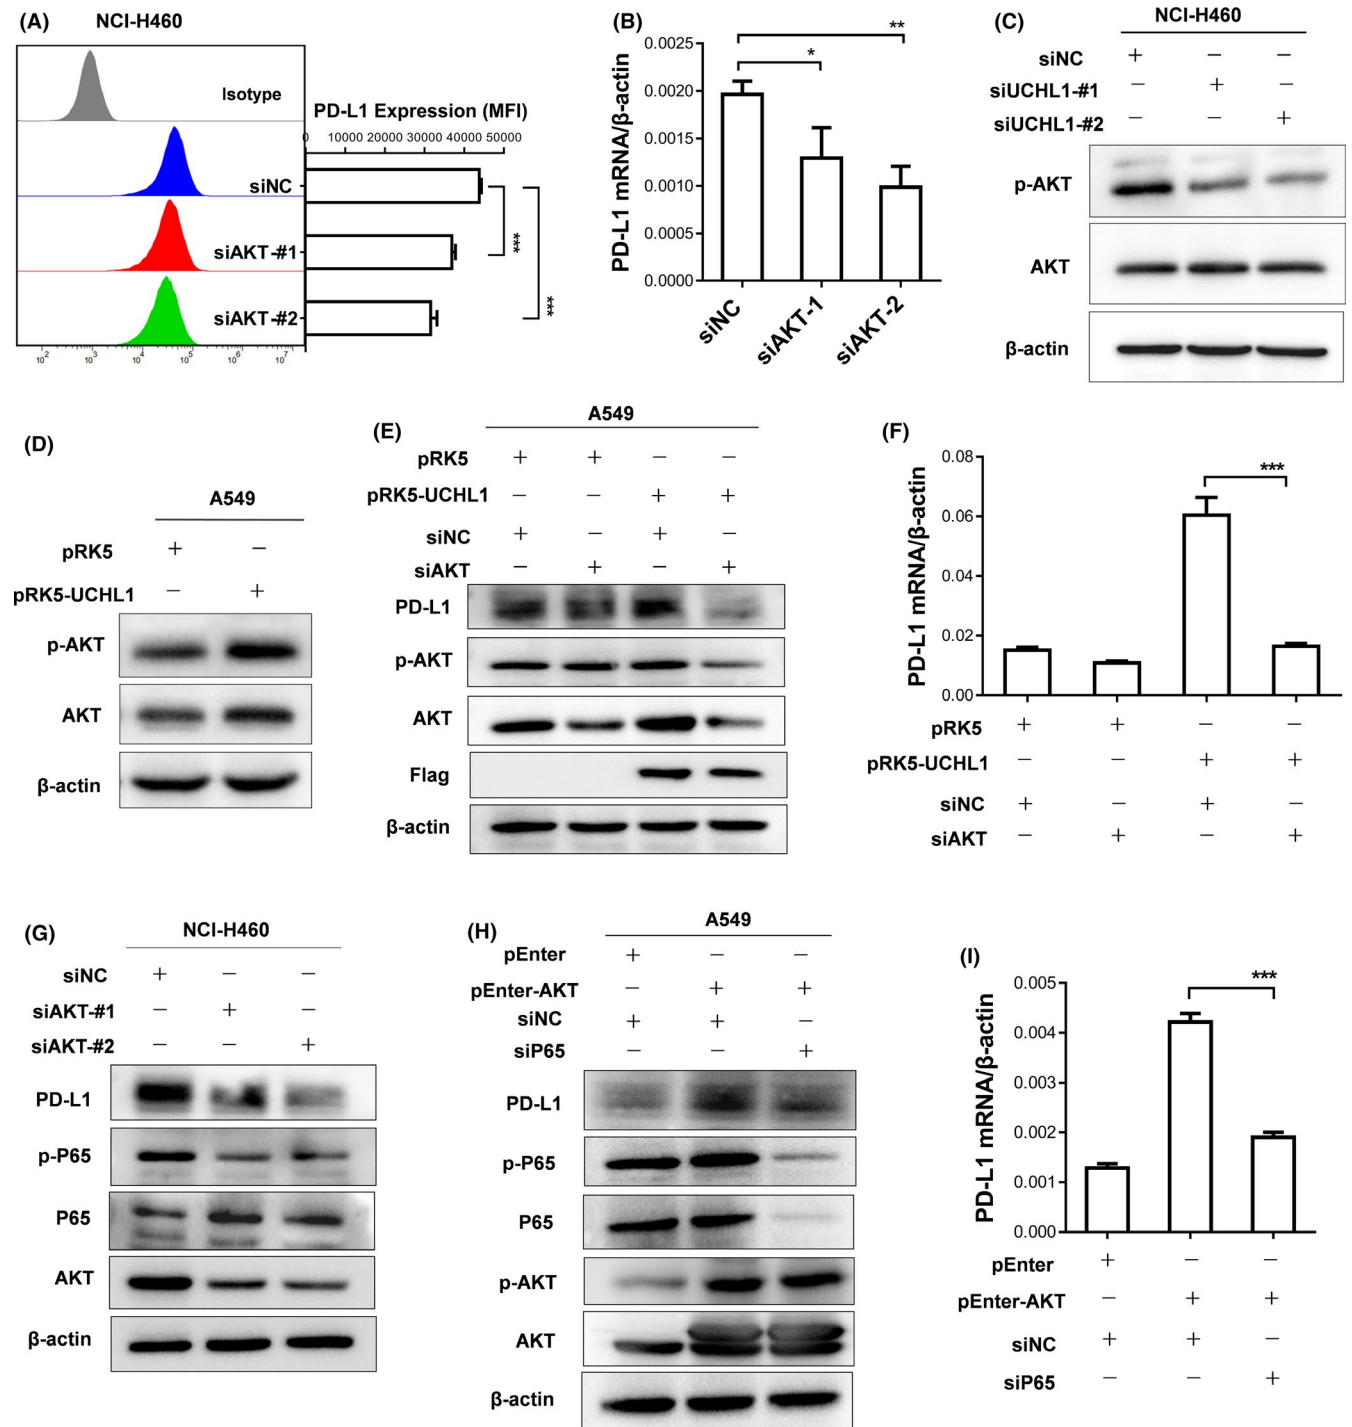 (A)
NCI-H460
Isotype
siNC
siAKT-#1
siAKT-#2
10² 10³ 10⁴ 10⁵ 10⁶ 10⁷
PD-L1 Expression (MFI)
0 10000 20000 30000 40000 50000
***
***
(B)
PD-L1 mRNA/β-actin
0.0025
0.0020
0.0015
0.0010
0.0005
0.0000
*
**
siNC siAKT-1 siAKT-2
(C)
NCI-H460
siNC + − −
siUCHL1-#1 − + −
siUCHL1-#2 − − +
p-AKT
AKT
β-actin
(D)
A549
pRK5 + −
pRK5-UCHL1 − +
p-AKT
AKT
β-actin
(E)
A549
pRK5 + + − −
pRK5-UCHL1 − − + +
siNC + − + −
siAKT − + − +
PD-L1
p-AKT
AKT
Flag
β-actin
(F)
PD-L1 mRNA/β-actin
0.08
0.06
0.04
0.02
0.00
***
pRK5 + + − −
pRK5-UCHL1 − − + +
siNC + − + −
siAKT − + − +
(G)
NCI-H460
siNC + − −
siAKT-#1 − + −
siAKT-#2 − − +
PD-L1
p-P65
P65
AKT
β-actin
(H)
A549
pEnter + − −
pEnter-AKT − + +
siNC + + −
siP65 − − +
PD-L1
p-P65
P65
p-AKT
AKT
β-actin
(I)
PD-L1 mRNA/β-actin
0.005
0.004
0.003
0.002
0.001
0.000
***
pEnter + − −
pEnter-AKT − + +
siNC + + −
siP65 − − +